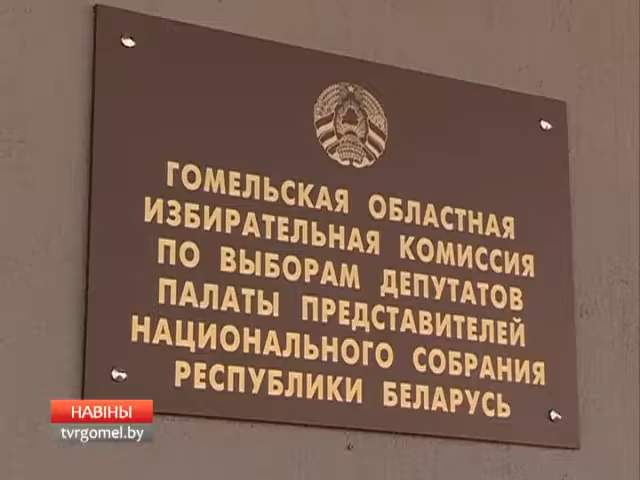 ГОМЕЛЬСКАЯ ОБЛАСТНАЯ
ИЗБИРАТЕЛЬНАЯ КОМИССИЯ
ПО ВЫБОРАМ ДЕПУТАТОВ
ПАЛАТЫ ПРЕДСТАВИТЕЛЕЙ
НАЦИОНАЛЬНОГО СОБРАНИЯ
РЕСПУБЛИКИ БЕЛАРУСЬ
НАВІНЫ
tvrgomel.by